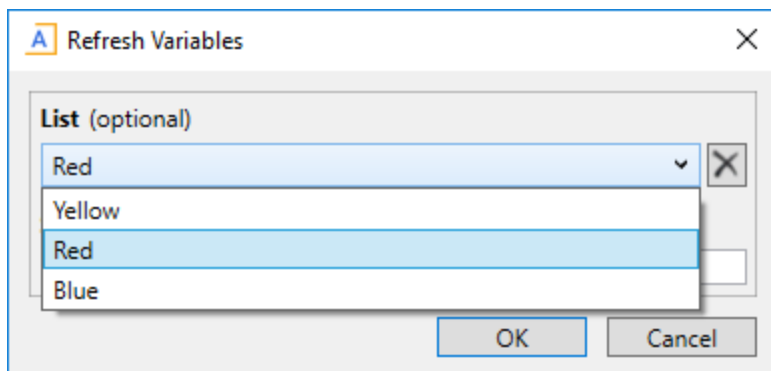 A Refresh Variables
List (optional)
Red
Yellow
Red
Blue
OK
Cancel